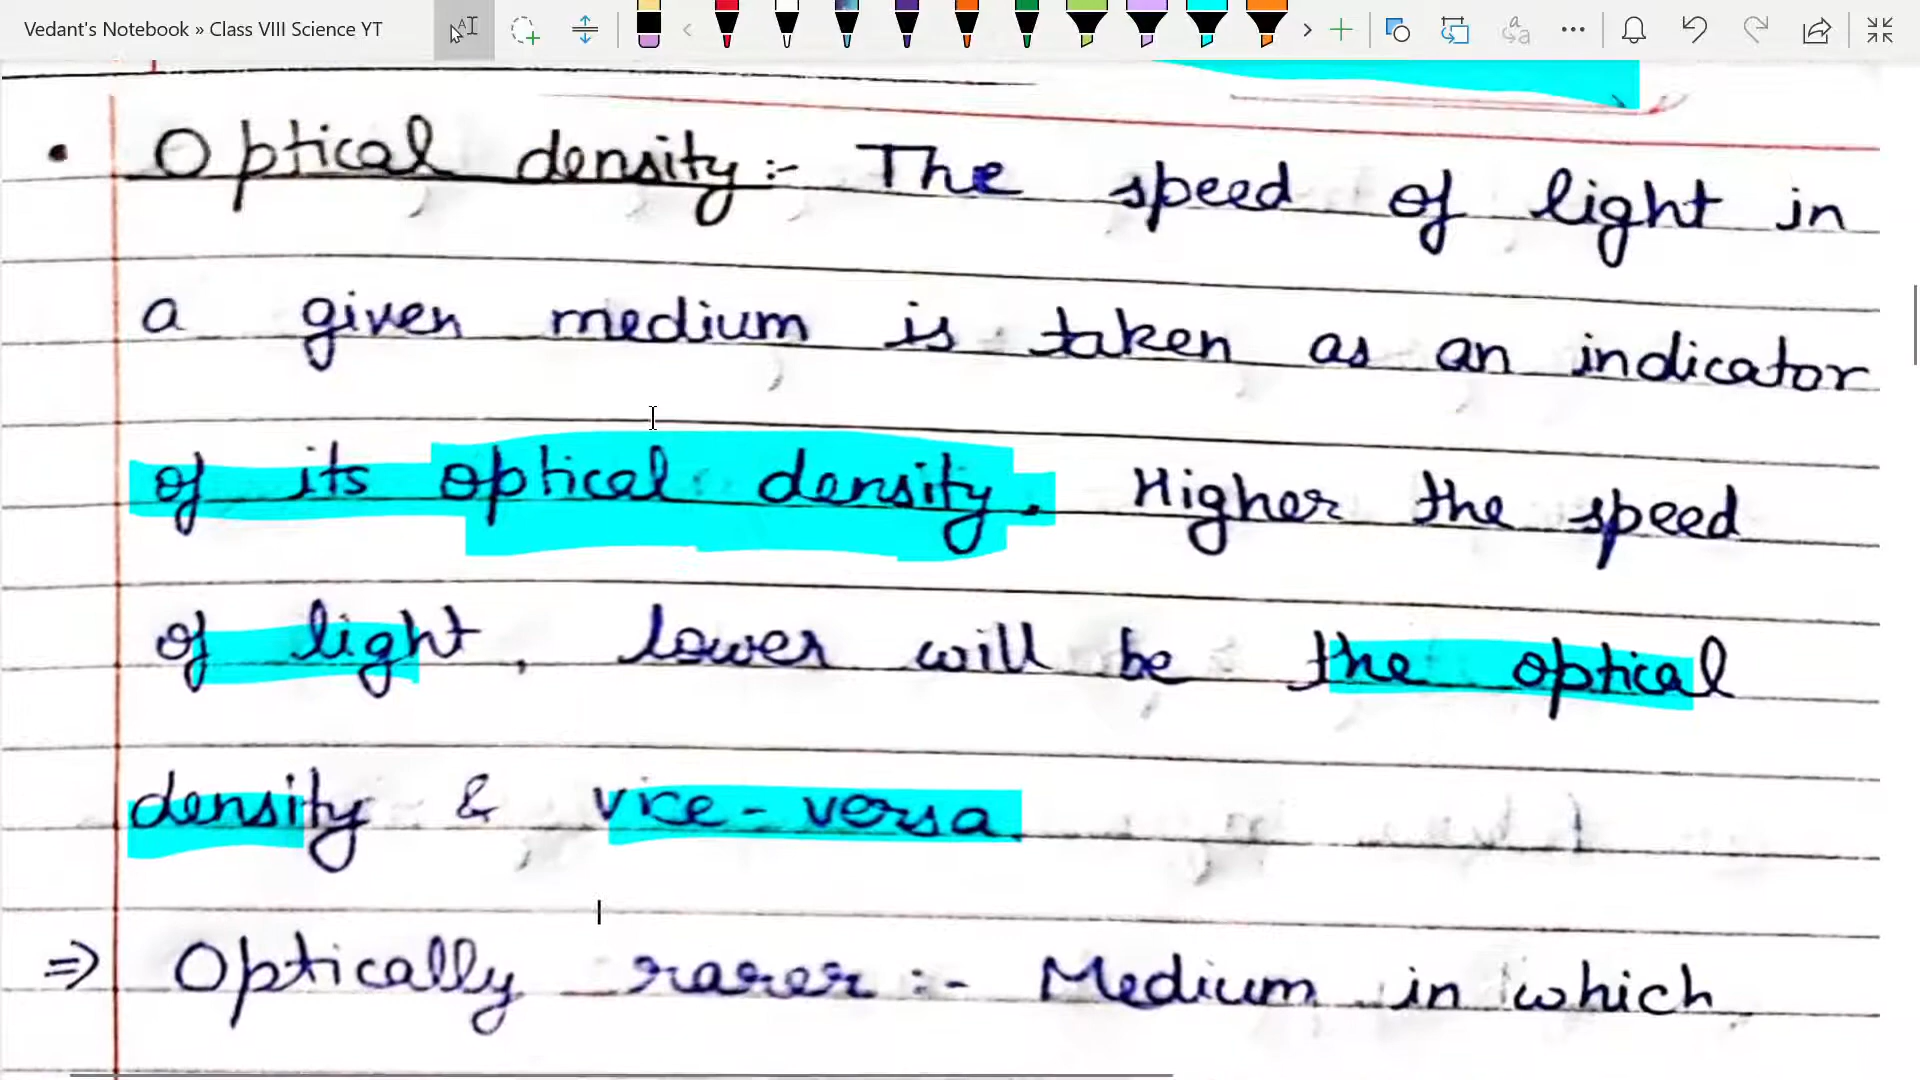 Vedant's Notebook » Class VIII Science YT
• Optical density :- The speed of light in
a given medium is taken as an indicator
of its optical density. Higher the speed
of light, lower will be the optical
density & vice-versa
⇒ Optically rarer :- Medium in which